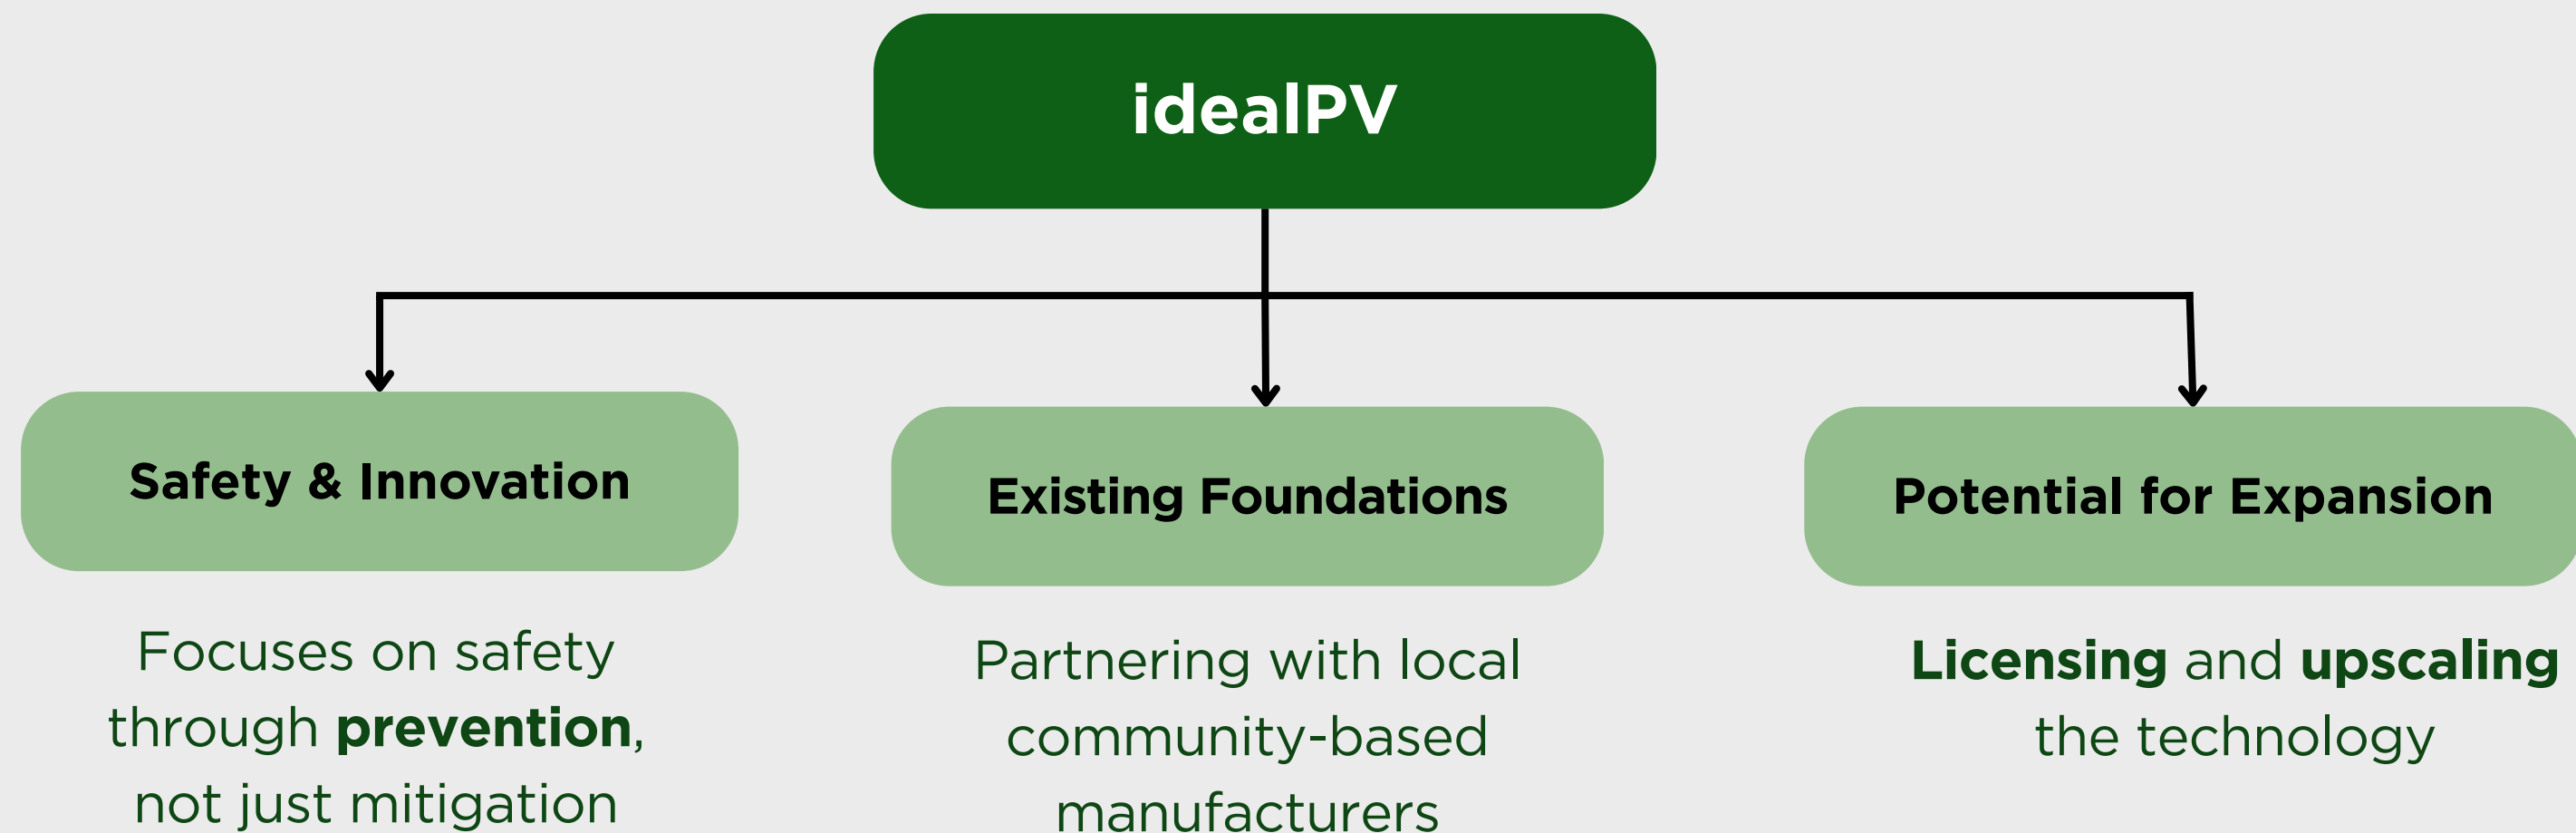 idealPV
Safety & Innovation
Focuses on safety
through prevention,
not just mitigation
Existing Foundations
Partnering with local
community-based
manufacturers
Potential for Expansion
Licensing and upscaling
the technology